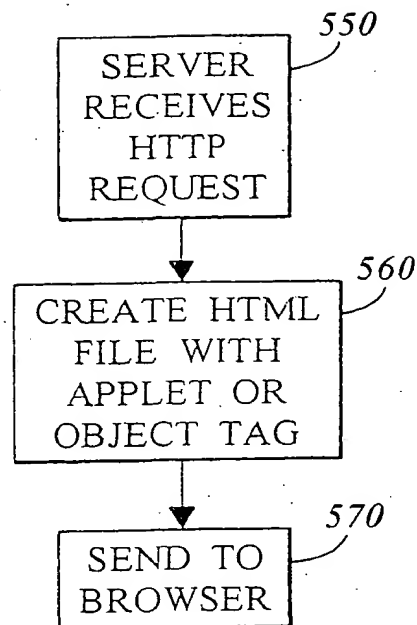 550
SERVER
RECEIVES
HTTP
REQUEST
560
CREATE HTML
FILE WITH
APPLET OR
OBJECT TAG
570
SEND TO
BROWSER